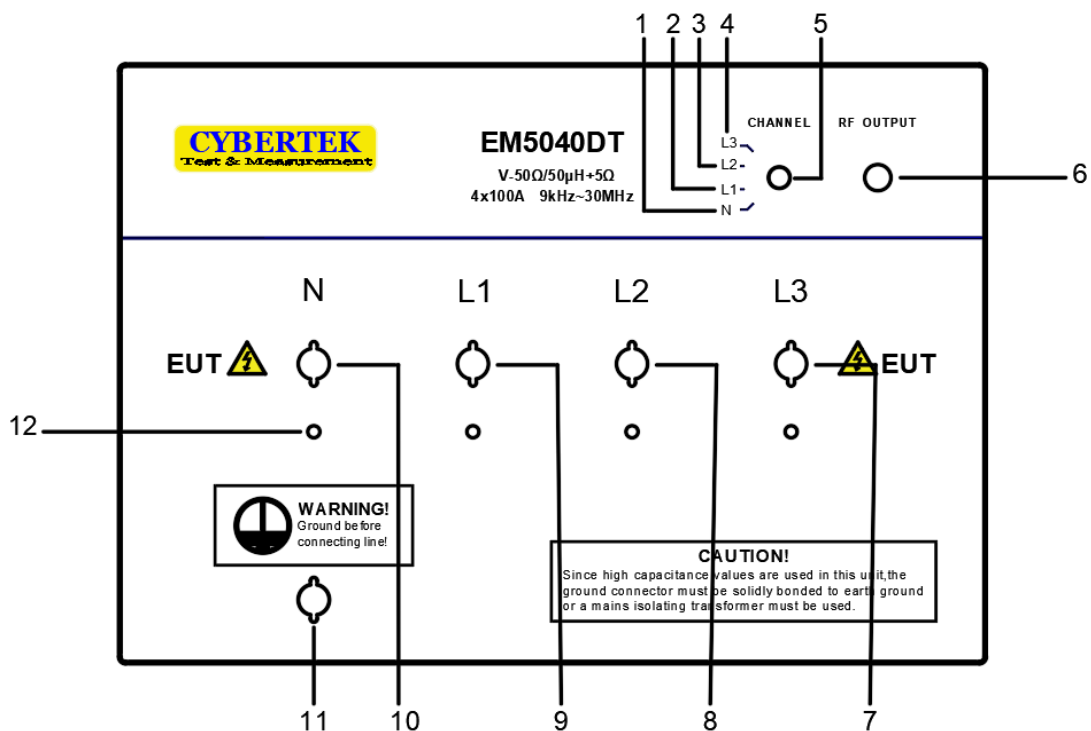 1 2 3 4 5
CYBERTEK
Test & Measurement
EM5040DT
V-50Ω/50µH+5Ω
4x100A 9kHz~30MHz
CHANNEL RF OUTPUT
L3
L2
L1
N
6
N L1 L2 L3
EUT EUT
12
WARNING!
Ground before
connecting line!
CAUTION!
Since high capacitance values are used in this unit,the
ground connector must be solidly bonded to earth ground
or a mains isolating transformer must be used.
11 10 9 8 7